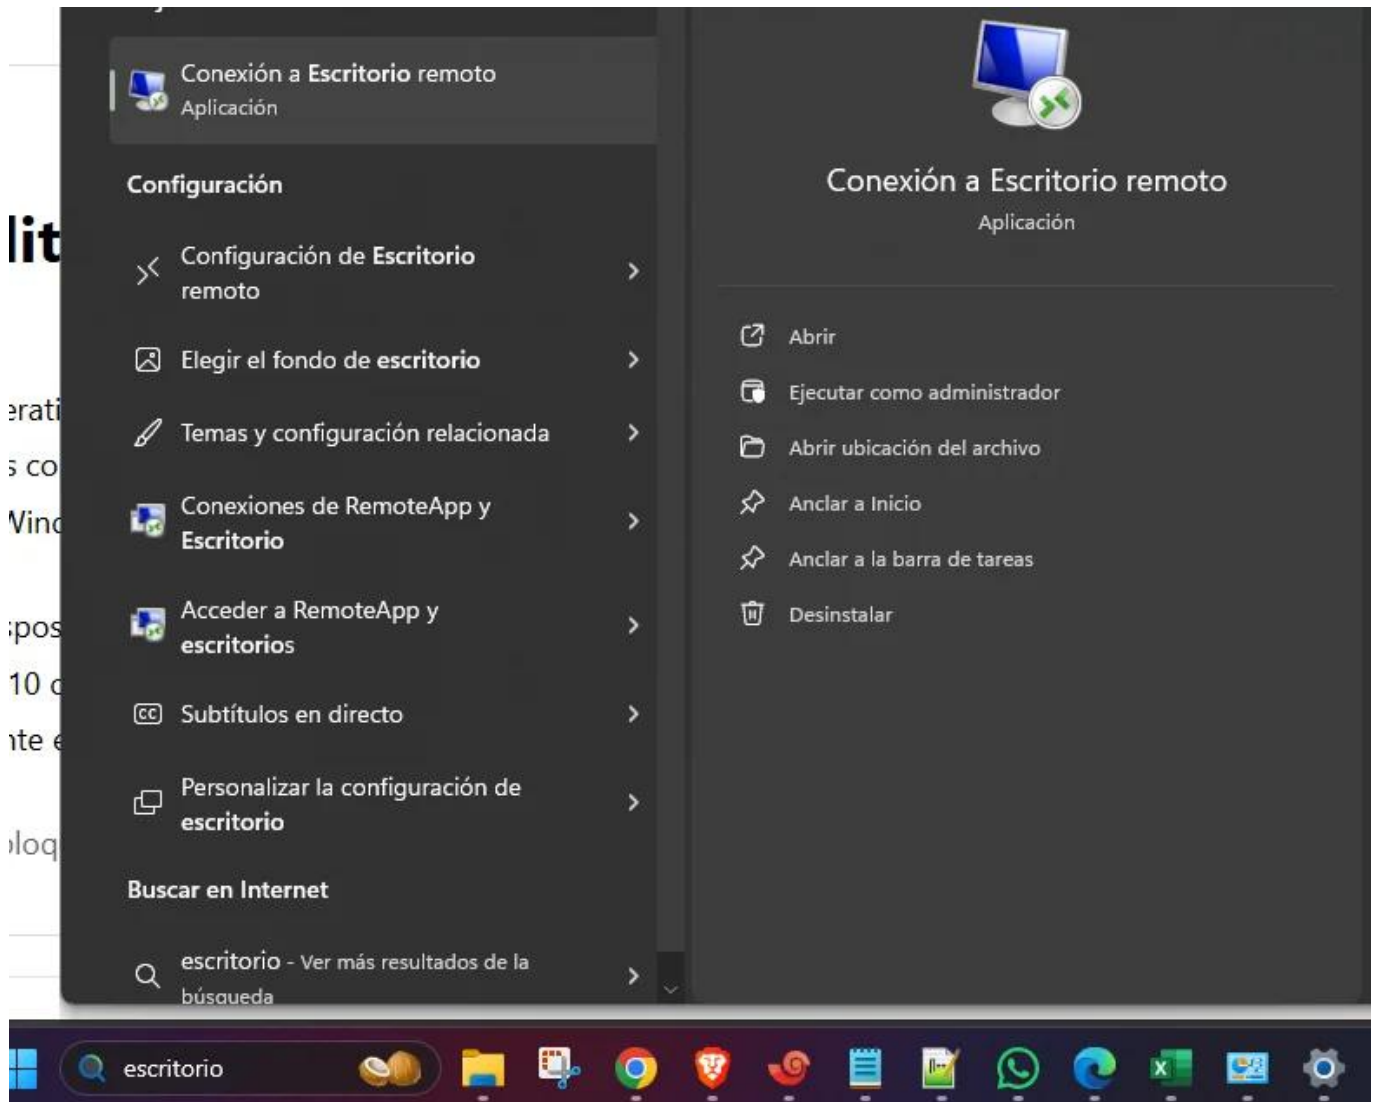 Conexión a Escritorio remoto
Aplicación
Configuración
Configuración de Escritorio
remoto
Elegir el fondo de escritorio
Temas y configuración relacionada
Conexiones de RemoteApp y
Escritorio
Acceder a RemoteApp y
escritorios
Subtítulos en directo
Personalizar la configuración de
escritorio
Buscar en Internet
escritorio - Ver más resultados de la
búsqueda
Conexión a Escritorio remoto
Aplicación
Abrir
Ejecutar como administrador
Abrir ubicación del archivo
Anclar a Inicio
Anclar a la barra de tareas
Desinstalar
escritorio